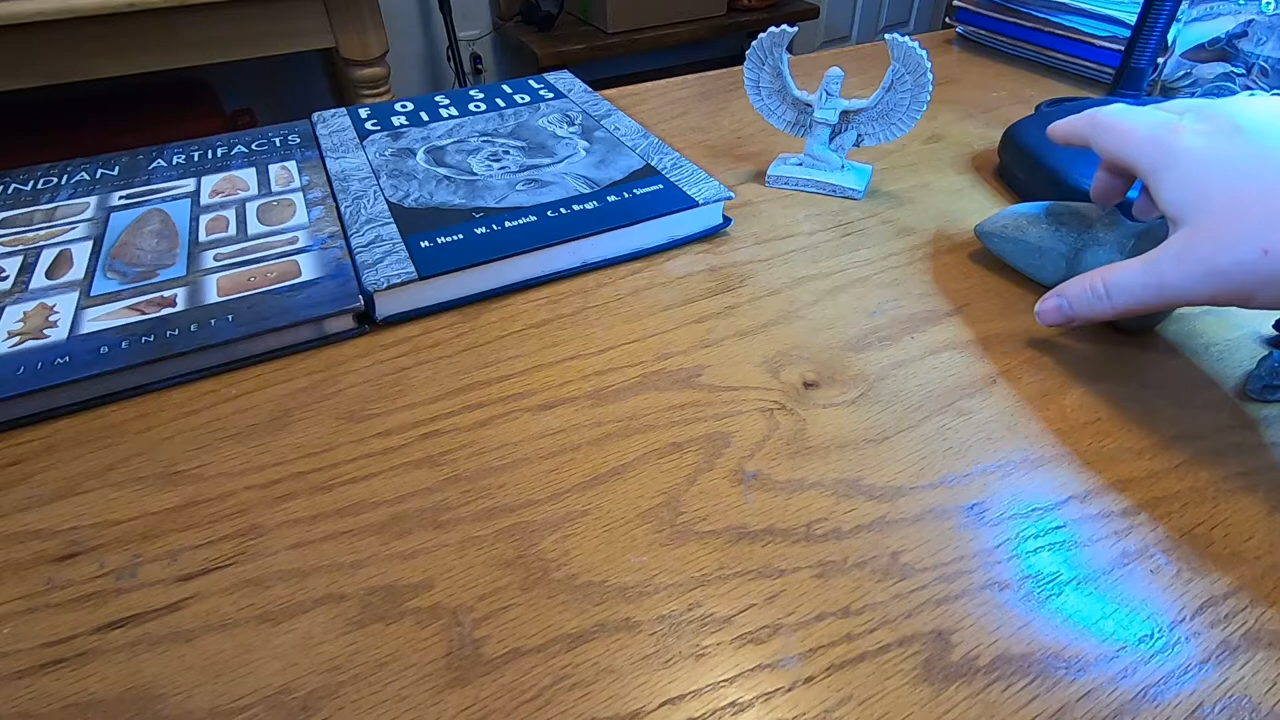 INDIAN ARTIFACTS
JIM BENNETT
FOSSIL
CRINOIDS
H. Hess W. I. Ausich C. E. Brett M. J. Simms